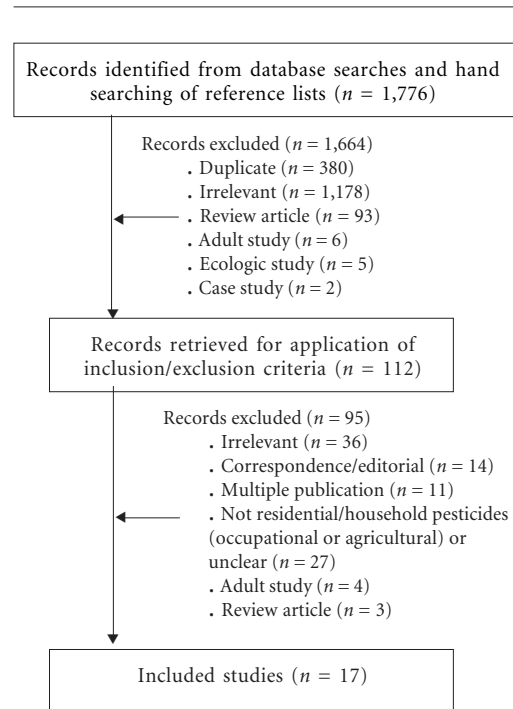 Records identified from database searches and hand
searching of reference lists (n = 1,776)
Records excluded (n = 1,664)
. Duplicate (n = 380)
. Irrelevant (n = 1,178)
. Review article (n = 93)
. Adult study (n = 6)
. Ecologic study (n = 5)
. Case study (n = 2)
Records retrieved for application of
inclusion/exclusion criteria (n = 112)
Records excluded (n = 95)
. Irrelevant (n = 36)
. Correspondence/editorial (n = 14)
. Multiple publication (n = 11)
. Not residential/household pesticides
(occupational or agricultural) or
unclear (n = 27)
. Adult study (n = 4)
. Review article (n = 3)
Included studies (n = 17)